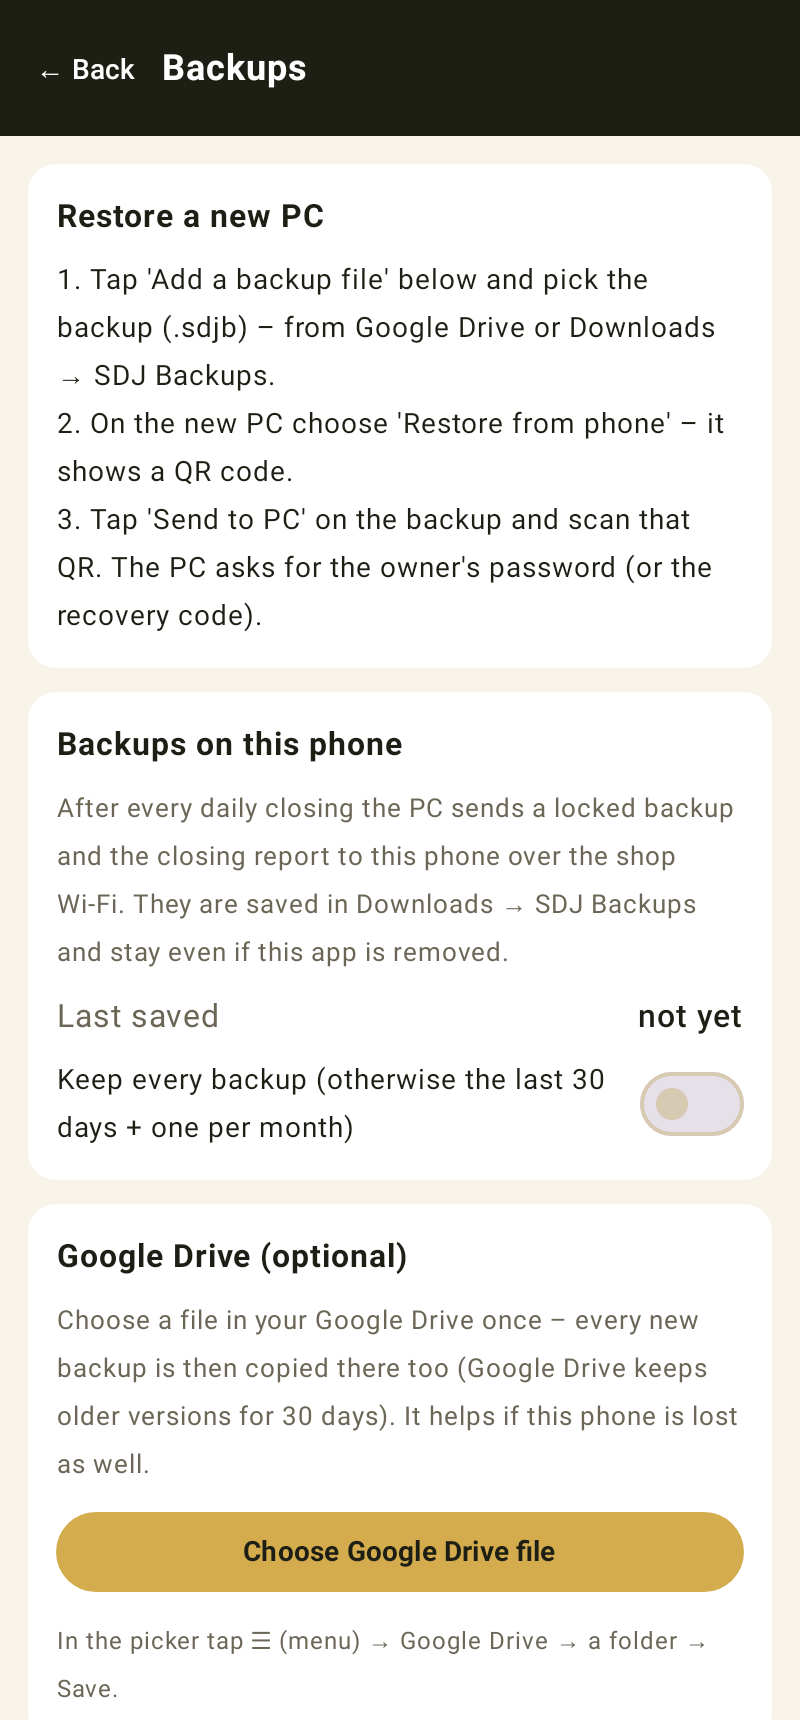 ← Back Backups
Restore a new PC
1. Tap 'Add a backup file' below and pick the
backup (.sdjb) – from Google Drive or Downloads
→ SDJ Backups.
2. On the new PC choose 'Restore from phone' – it
shows a QR code.
3. Tap 'Send to PC' on the backup and scan that
QR. The PC asks for the owner's password (or the
recovery code).
Backups on this phone
After every daily closing the PC sends a locked backup
and the closing report to this phone over the shop
Wi-Fi. They are saved in Downloads → SDJ Backups
and stay even if this app is removed.
Last saved not yet
Keep every backup (otherwise the last 30
days + one per month)
Google Drive (optional)
Choose a file in your Google Drive once – every new
backup is then copied there too (Google Drive keeps
older versions for 30 days). It helps if this phone is lost
as well.
Choose Google Drive file
In the picker tap ☰ (menu) → Google Drive → a folder →
Save.